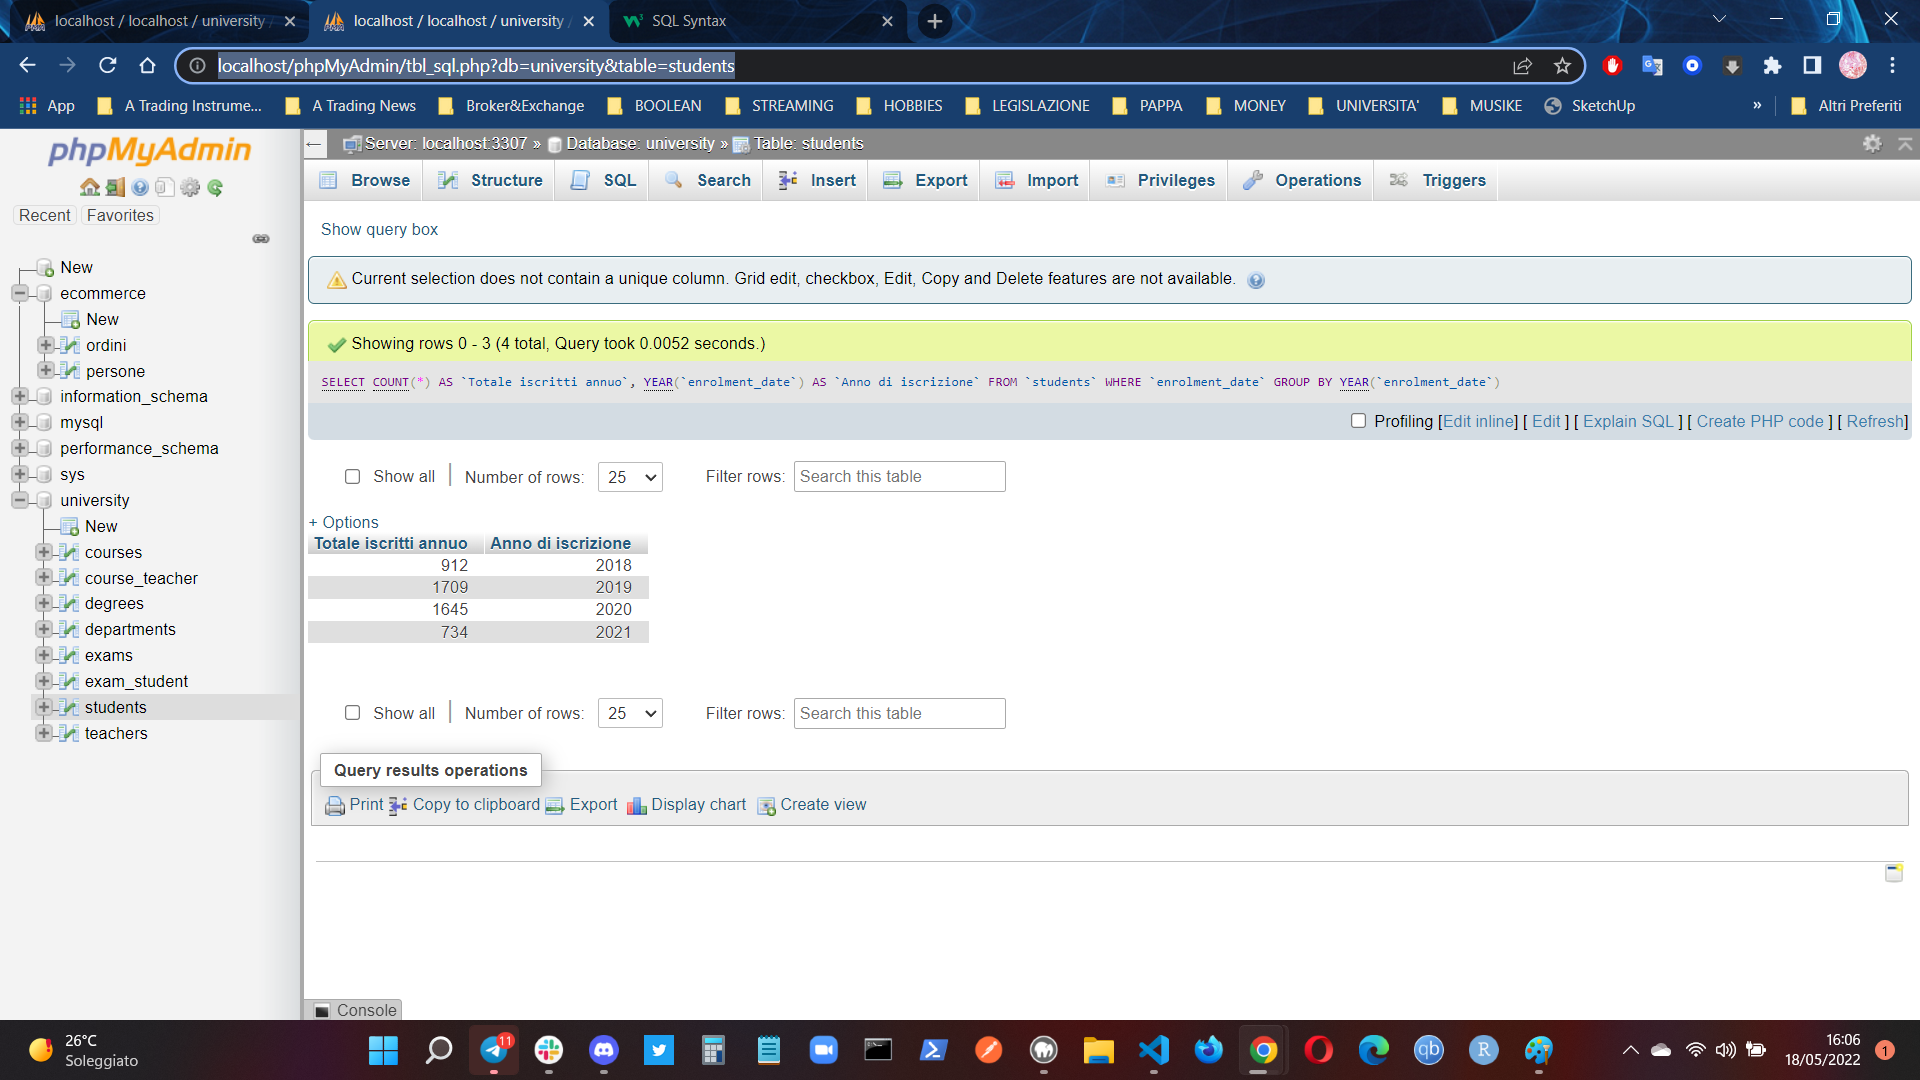 localhost / localhost / university
localhost / localhost / university
SQL Syntax
localhost/phpMyAdmin/tbl_sql.php?db=university&table=students
App
A Trading Instrume...
A Trading News
Broker&Exchange
BOOLEAN
STREAMING
HOBBIES
LEGISLAZIONE
PAPPA
MONEY
UNIVERSITA'
MUSIKE
SketchUp
»
Altri Preferiti
phpMyAdmin
Recent
Favorites
New
ecommerce
New
ordini
persone
information_schema
mysql
performance_schema
sys
university
New
courses
course_teacher
degrees
departments
exams
exam_student
students
teachers
Server: localhost:3307 » Database: university » Table: students
Browse
Structure
SQL
Search
Insert
Export
Import
Privileges
Operations
Triggers
Show query box
Current selection does not contain a unique column. Grid edit, checkbox, Edit, Copy and Delete features are not available.
Showing rows 0 - 3 (4 total, Query took 0.0052 seconds.)
SELECT COUNT(*) AS `Totale iscritti annuo`, YEAR(`enrolment_date`) AS `Anno di iscrizione` FROM `students` WHERE `enrolment_date` GROUP BY YEAR(`enrolment_date`)
Profiling [Edit inline] [ Edit ] [ Explain SQL ] [ Create PHP code ] [ Refresh]
Show all | Number of rows: 25 Filter rows: Search this table
+ Options
Totale iscritti annuo Anno di iscrizione
912 2018
1709 2019
1645 2020
734 2021
Show all | Number of rows: 25 Filter rows: Search this table
Query results operations
Print Copy to clipboard Export Display chart Create view
Console
26°C
Soleggiato
11
qb
R
16:06
18/05/2022
1